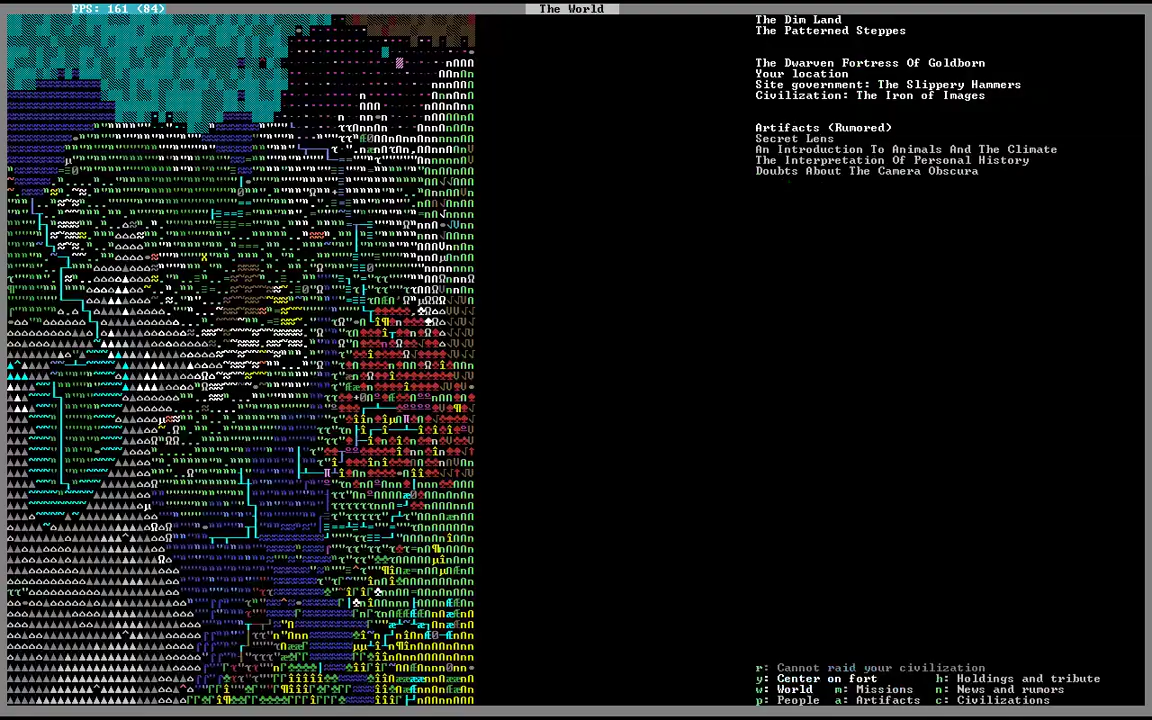 FPS: 161 (84)
The World
The Dim Land
The Patterned Steppes
The Dwarven Fortress Of Goldborn
Your location
Site government: The Slippery Hammers
Civilization: The Iron of Images
Artifacts (Rumored)
Secret Lens
An Introduction To Animals And The Climate
The Interpretation Of Personal History
Doubts About The Camera Obscura
r: Cannot raid your civilization
y: Center on fort h: Holdings and tribute
w: World m: Missions n: News and rumors
p: People a: Artifacts c: Civilizations